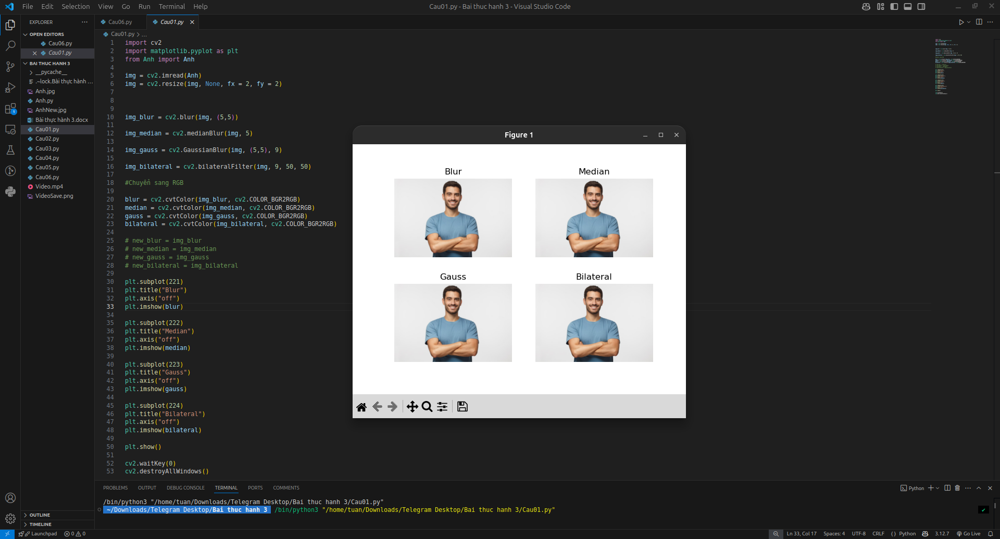 File Edit Selection View Go Run Terminal Help
Cau01.py - Bai thuc hanh 3 - Visual Studio Code
EXPLORER
OPEN EDITORS
Cau06.py
Cau01.py
BAI THUC HANH 3
__pycache__
.~lock.Bài thực hành ...
Anh.jpg
Anh.py
AnhNew.jpg
Bài thực hành 3.docx
Cau01.py
Cau02.py
Cau03.py
Cau04.py
Cau05.py
Cau06.py
Video.mp4
VideoSave.png
OUTLINE
TIMELINE
1
Cau06.py
Cau01.py
Cau01.py > ...
1 import cv2
2 import matplotlib.pyplot as plt
3 from Anh import Anh
4
5 img = cv2.imread(Anh)
6 img = cv2.resize(img, None, fx = 2, fy = 2)
7
8
9
10 img_blur = cv2.blur(img, (5,5))
11
12 img_median = cv2.medianBlur(img, 5)
13
14 img_gauss = cv2.GaussianBlur(img, (5,5), 9)
15
16 img_bilateral = cv2.bilateralFilter(img, 9, 50, 50)
17
18 #Chuyển sang RGB
19
20 blur = cv2.cvtColor(img_blur, cv2.COLOR_BGR2RGB)
21 median = cv2.cvtColor(img_median, cv2.COLOR_BGR2RGB)
22 gauss = cv2.cvtColor(img_gauss, cv2.COLOR_BGR2RGB)
23 bilateral = cv2.cvtColor(img_bilateral, cv2.COLOR_BGR2RGB)
24
25 # new_blur = img_blur
26 # new_median = img_median
27 # new_gauss = img_gauss
28 # new_bilateral = img_bilateral
29
30 plt.subplot(221)
31 plt.title("Blur")
32 plt.axis("off")
33 plt.imshow(blur)
34
35 plt.subplot(222)
36 plt.title("Median")
37 plt.axis("off")
38 plt.imshow(median)
39
40 plt.subplot(223)
41 plt.title("Gauss")
42 plt.axis("off")
43 plt.imshow(gauss)
44
45 plt.subplot(224)
46 plt.title("Bilateral")
47 plt.axis("off")
48 plt.imshow(bilateral)
49
50 plt.show()
51
52 cv2.waitKey(0)
53 cv2.destroyAllWindows()
Figure 1
Blur
Median
Gauss
Bilateral
PROBLEMS OUTPUT DEBUG CONSOLE TERMINAL PORTS COMMENTS
Python
/bin/python3 "/home/tuan/Downloads/Telegram Desktop/Bai thuc hanh 3/Cau01.py"
~/Downloads/Telegram Desktop/Bai thuc hanh 3 /bin/python3 "/home/tuan/Downloads/Telegram Desktop/Bai thuc hanh 3/Cau01.py"
Launchpad 0 0
Ln 33, Col 17 Spaces: 4 UTF-8 CRLF { } Python 3.12.7 Go Live